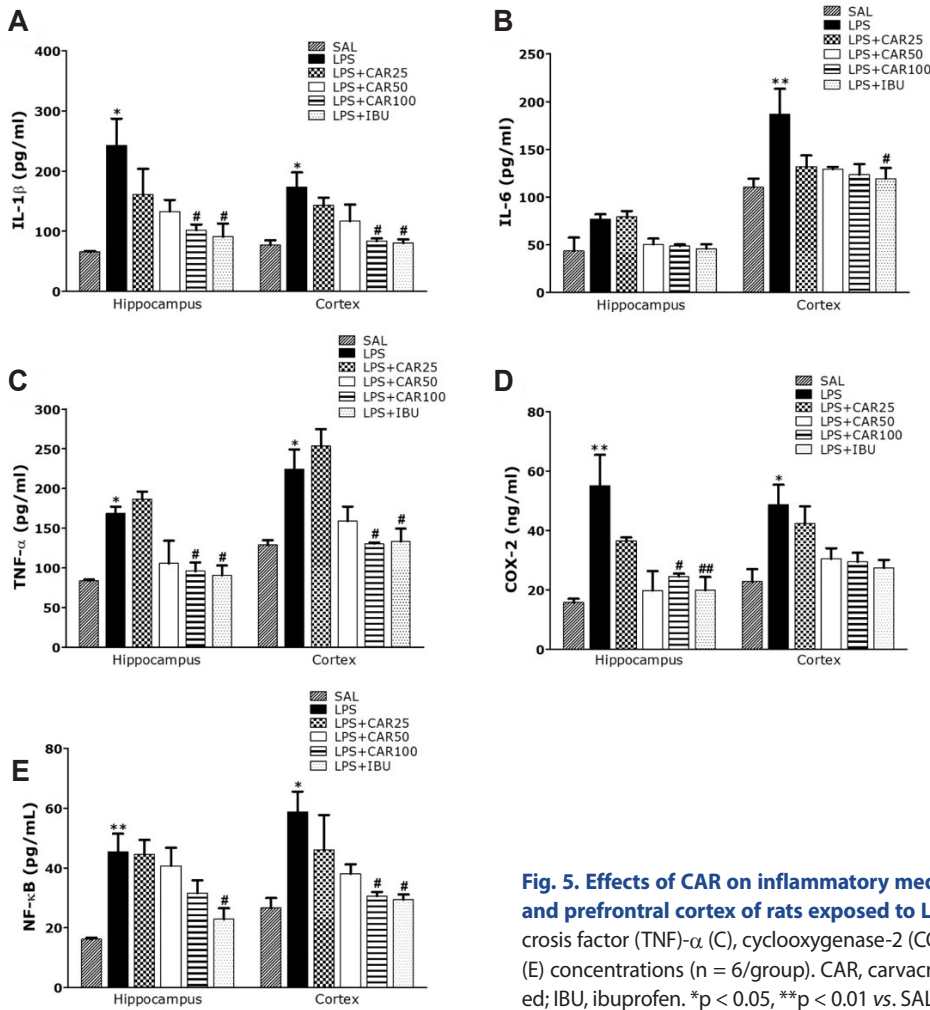 A
SAL
LPS
LPS+CAR25
LPS+CAR50
LPS+CAR100
LPS+IBU
IL-1β (pg/ml)
400
300
200
100
0
*
#
#
*
#
#
Hippocampus
Cortex
B
SAL
LPS
LPS+CAR25
LPS+CAR50
LPS+CAR100
LPS+IBU
IL-6 (pg/ml)
250
200
150
100
50
0
**
#
Hippocampus
Cortex
C
SAL
LPS
LPS+CAR25
LPS+CAR50
LPS+CAR100
LPS+IBU
TNF-α (pg/ml)
300
250
200
150
100
50
0
*
#
#
*
#
#
Hippocampus
Cortex
D
SAL
LPS
LPS+CAR25
LPS+CAR50
LPS+CAR100
LPS+IBU
COX-2 (ng/ml)
80
60
40
20
0
**
#
##
*
Hippocampus
Cortex
E
SAL
LPS
LPS+CAR25
LPS+CAR50
LPS+CAR100
LPS+IBU
NF-κB (pg/mL)
80
60
40
20
0
**
#
*
#
#
Hippocampus
Cortex
Fig. 5. Effects of CAR on inflammatory med
and prefrontral cortex of rats exposed to L
crosis factor (TNF)-α (C), cyclooxygenase-2 (CO
(E) concentrations (n = 6/group). CAR, carvacr
ed; IBU, ibuprofen. *p < 0.05, **p < 0.01 vs. SAL